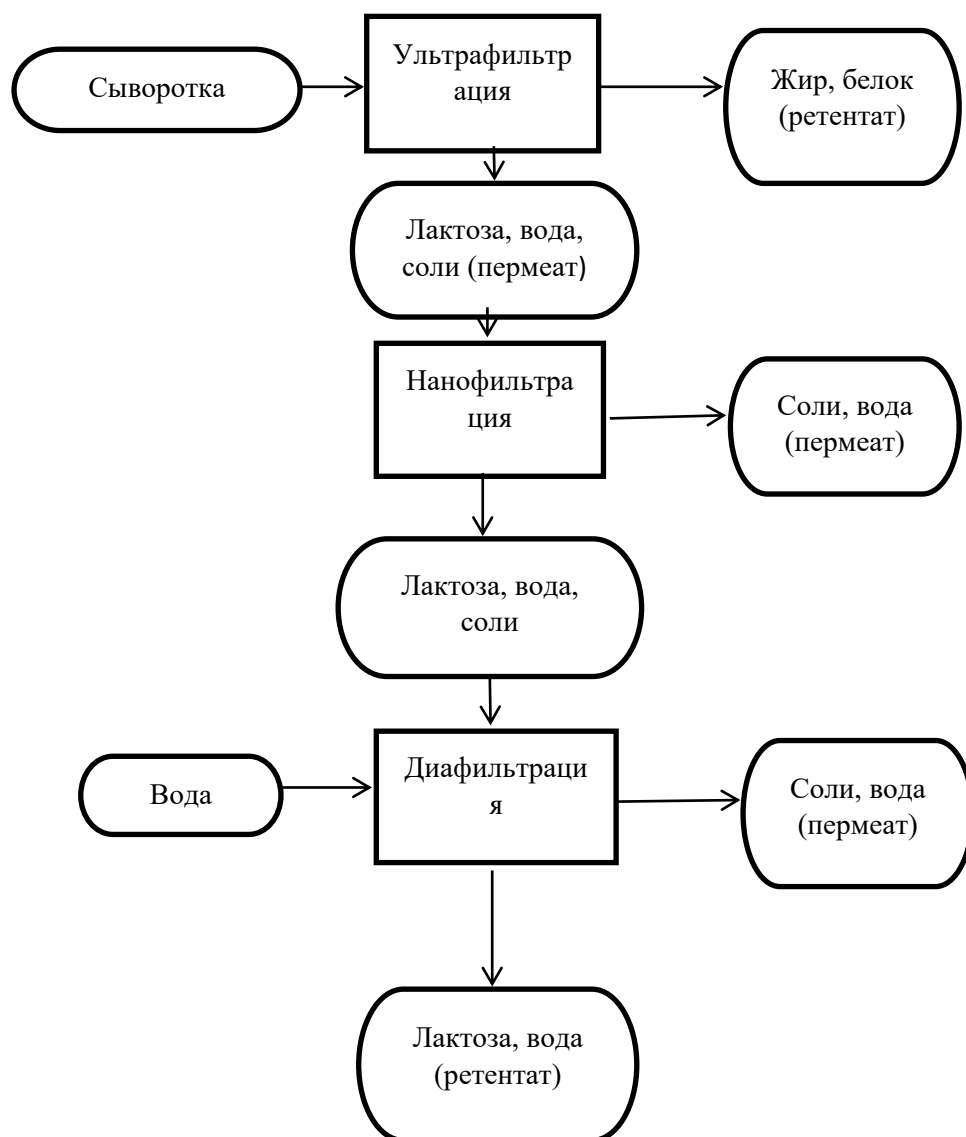 Сыворотка
Ультрафильтр
ация
Жир, белок
(ретентат)
Лактоза, вода,
соли (пермеат)
Нанофильтра
ция
Соли, вода
(пермеат)
Лактоза, вода,
соли
Вода
Диафильтраци
я
Соли, вода
(пермеат)
Лактоза, вода
(ретентат)